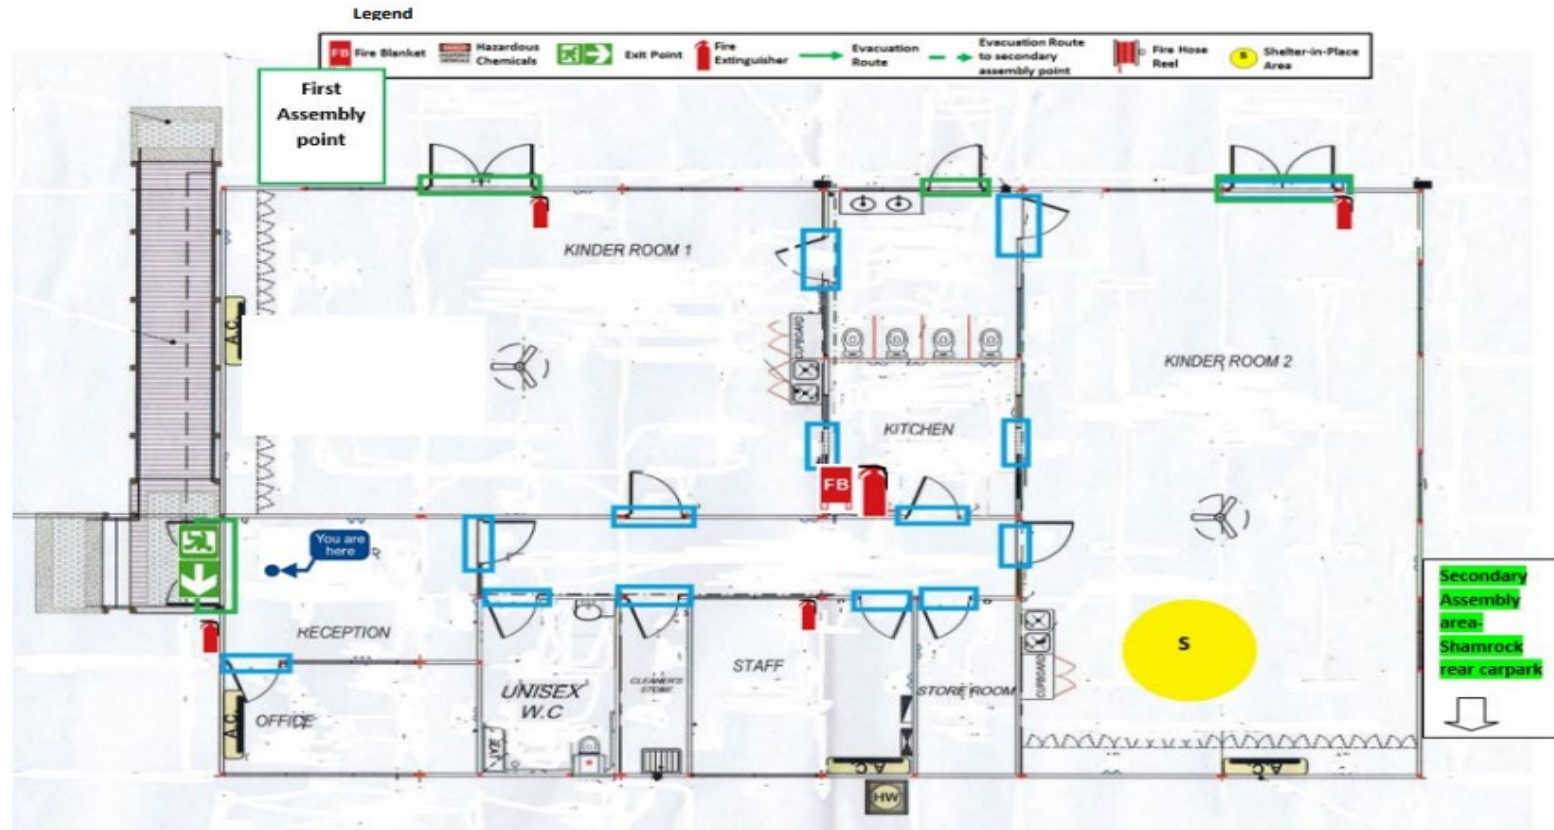 Legend
FB Fire Blanket
Hazardous
Chemicals
Exit Point
Fire
Extinguisher
Evacuation
Route
Evacuation Route
to secondary
assembly point
Fire Hose
Reel
S
Shelter-in-Place
Area
First
Assembly
point
KINDER ROOM 1
A.C.
CUPBOARD
KINDER ROOM 2
KITCHEN
FB
You are
here
RECEPTION
OFFICE
A.C.
UNISEX
W.C
CLEANER'S
STORE
STAFF
STORE ROOM
CUPBOARD
S
A.C.
A.C.
HW
Secondary
Assembly
area-
Shamrock
rear carpark